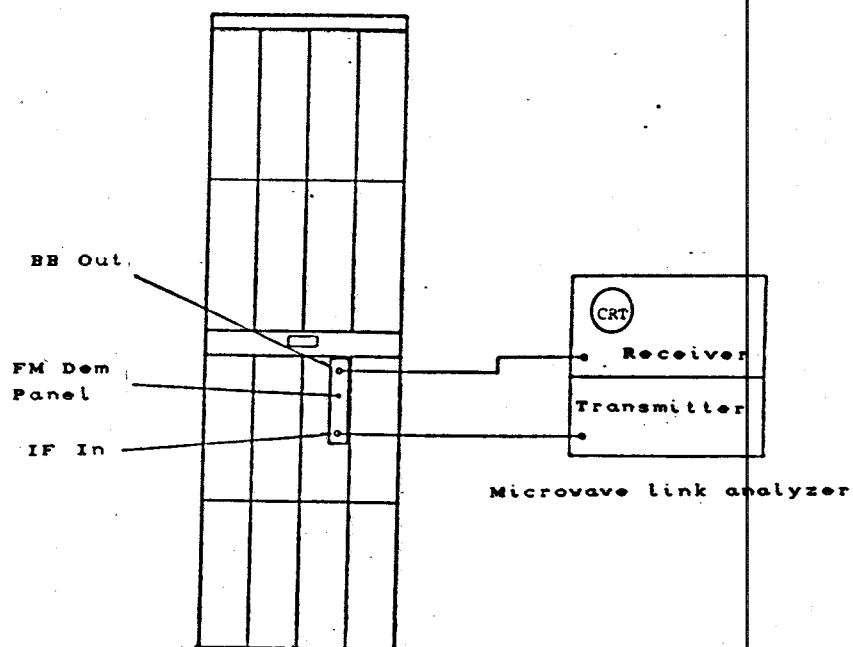 BB Out
FM Dem
Panel
IF In
CRT
Receiver
Transmitter
Microwave link analyzer